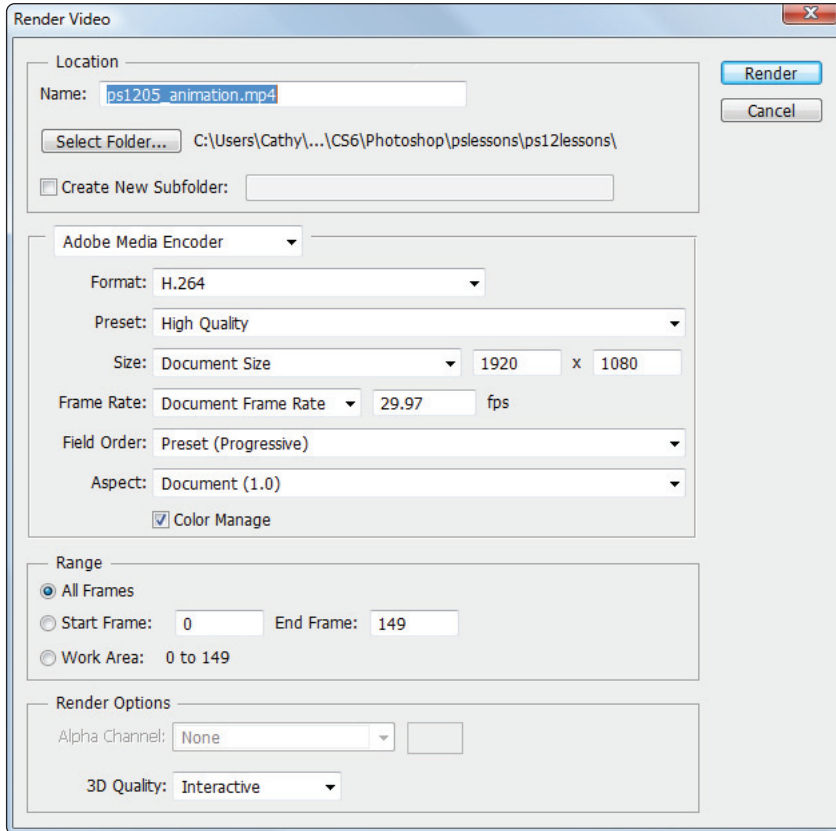 Render Video
Location
Name: ps1205_animation.mp4
Select Folder... C:\Users\Cathy\...\CS6\Photoshop\pslessons\ps12lessons\
Create New Subfolder:
Render
Cancel
Adobe Media Encoder
Format: H.264
Preset: High Quality
Size: Document Size 1920 x 1080
Frame Rate: Document Frame Rate 29.97 fps
Field Order: Preset (Progressive)
Aspect: Document (1.0)
Color Manage
Range
All Frames
Start Frame: 0 End Frame: 149
Work Area: 0 to 149
Render Options
Alpha Channel: None
3D Quality: Interactive